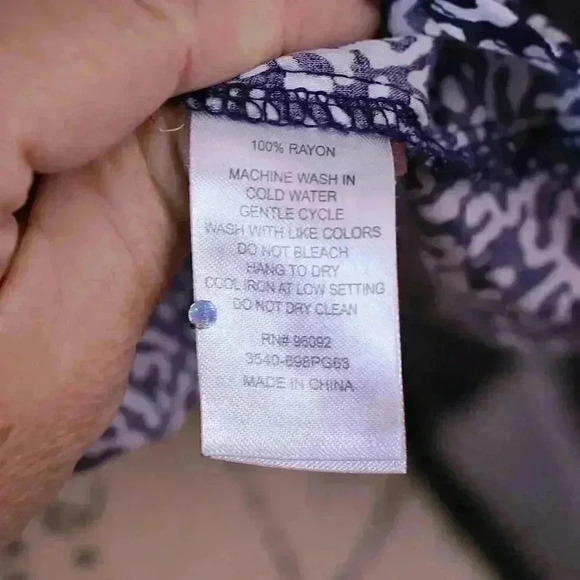 100% RAYON
MACHINE WASH IN
COLD WATER
GENTLE CYCLE
WASH WITH LIKE COLORS
DO NOT BLEACH
HANG TO DRY
COOL IRON AT LOW SETTING
DO NOT DRY CLEAN
RN# 96092
3540-698PG63
MADE IN CHINA